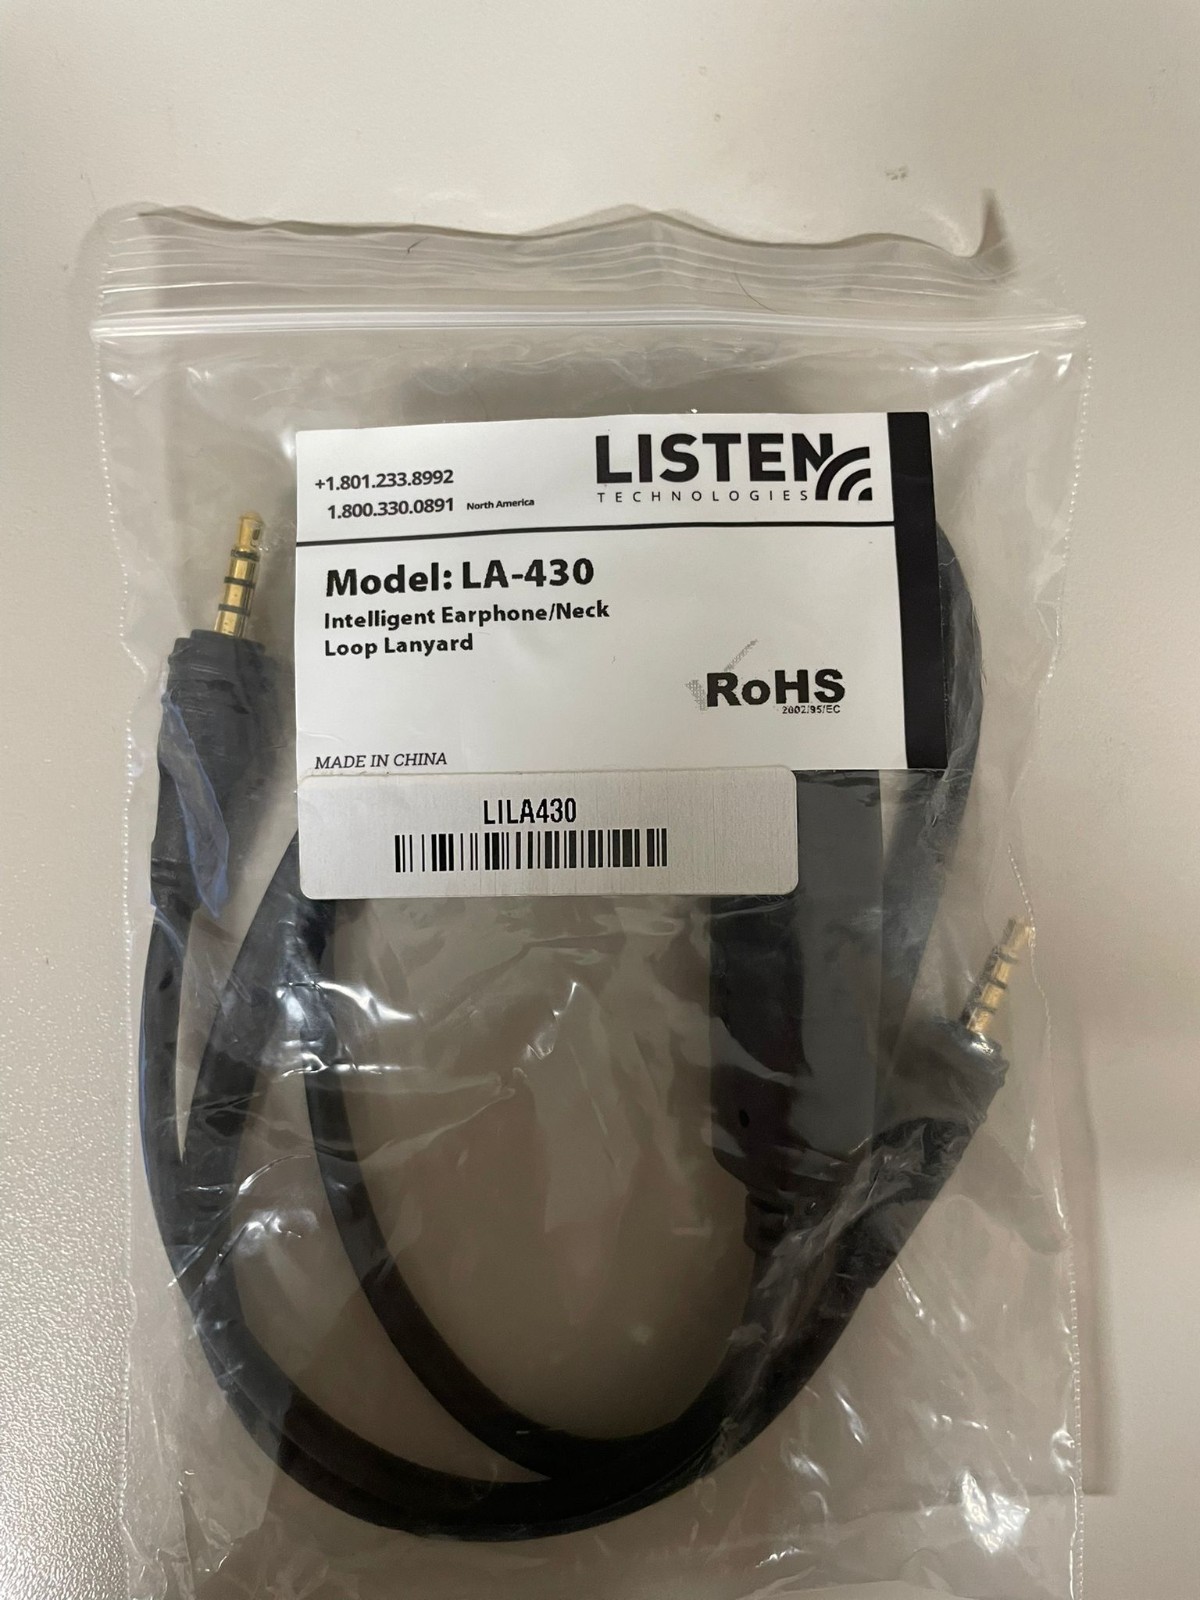 +1.801.233.8992
1.800.330.0891 North America
LISTEN
TECHNOLOGIES
Model: LA-430
Intelligent Earphone/Neck
Loop Lanyard
RoHS
2002/95/EC
MADE IN CHINA
LILA430